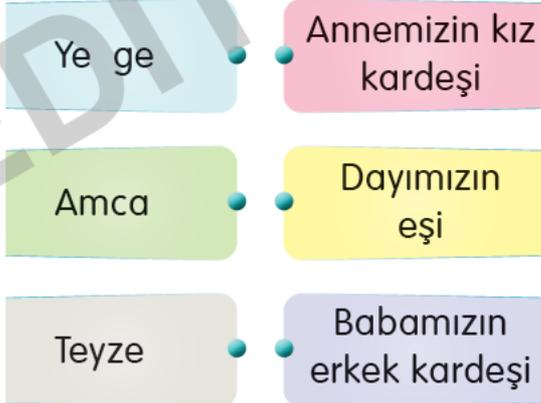 Ye ge
Annemizin kız
kardeşi
Amca
Dayımızın
eşi
Teyze
Babamızın
erkek kardeşi